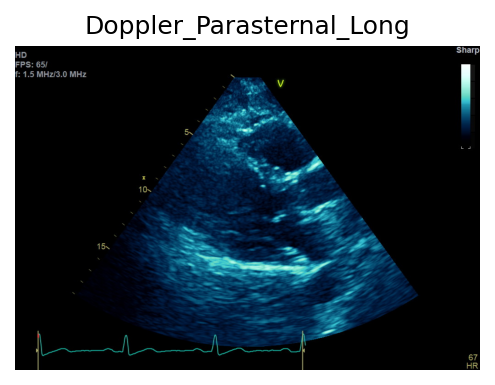 Doppler_Parasternal_Long
HD
Sharp
FPS: 65/
f: 1.5 MHz/3.0 MHz
V
5
x
10
15
67
HR